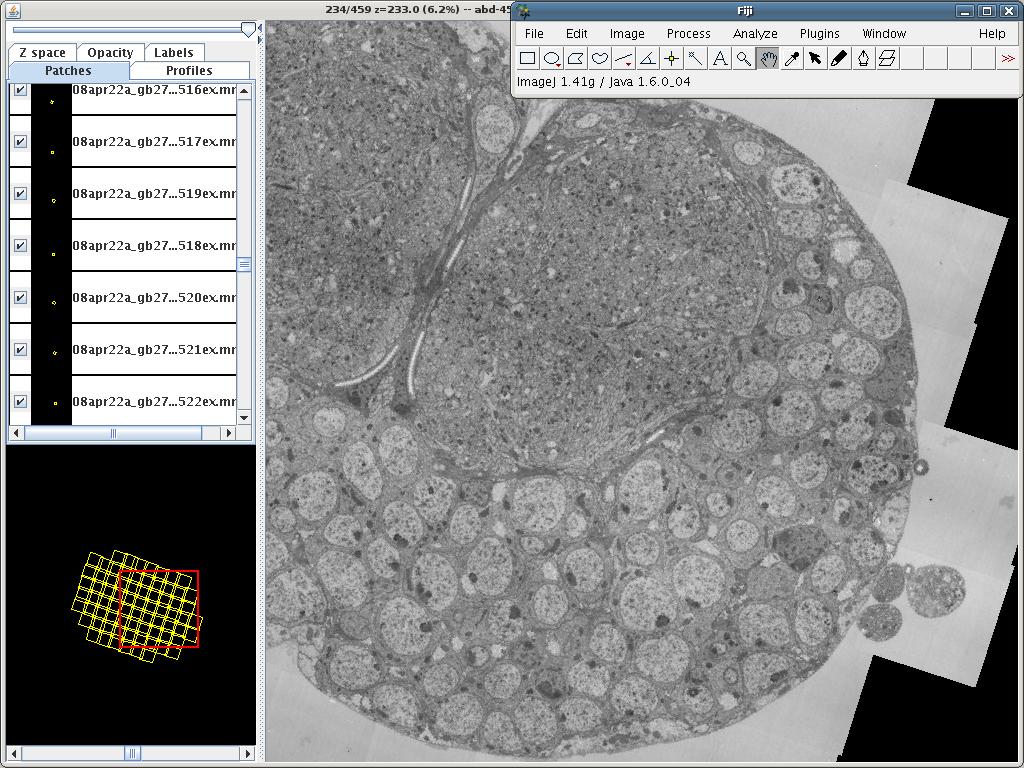 234/459 z=233.0 (6.2%) -- abd-45
Fiji
File Edit Image Process Analyze Plugins Window Help
ImageJ 1.41g / Java 1.6.0_04
Z space Opacity Labels
Patches Profiles
08apr22a_gb27...516ex.mr
08apr22a_gb27...517ex.mr
08apr22a_gb27...519ex.mr
08apr22a_gb27...518ex.mr
08apr22a_gb27...520ex.mr
08apr22a_gb27...521ex.mr
08apr22a_gb27...522ex.mr